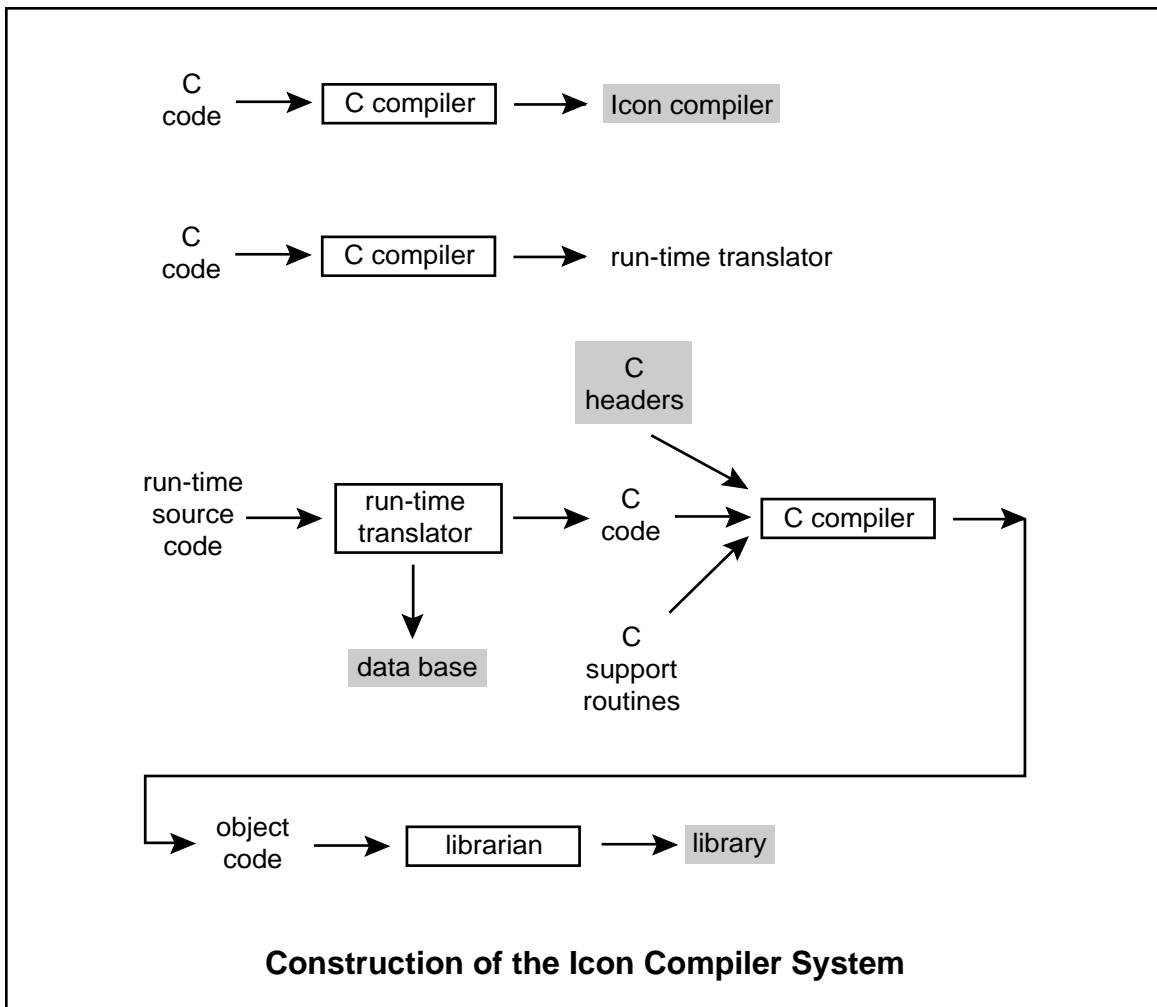 C
code
C compiler
Icon compiler
C
code
C compiler
run-time translator
C
headers
run-time
source
code
run-time
translator
C
code
C compiler
data base
C
support
routines
object
code
librarian
library
Construction of the Icon Compiler System